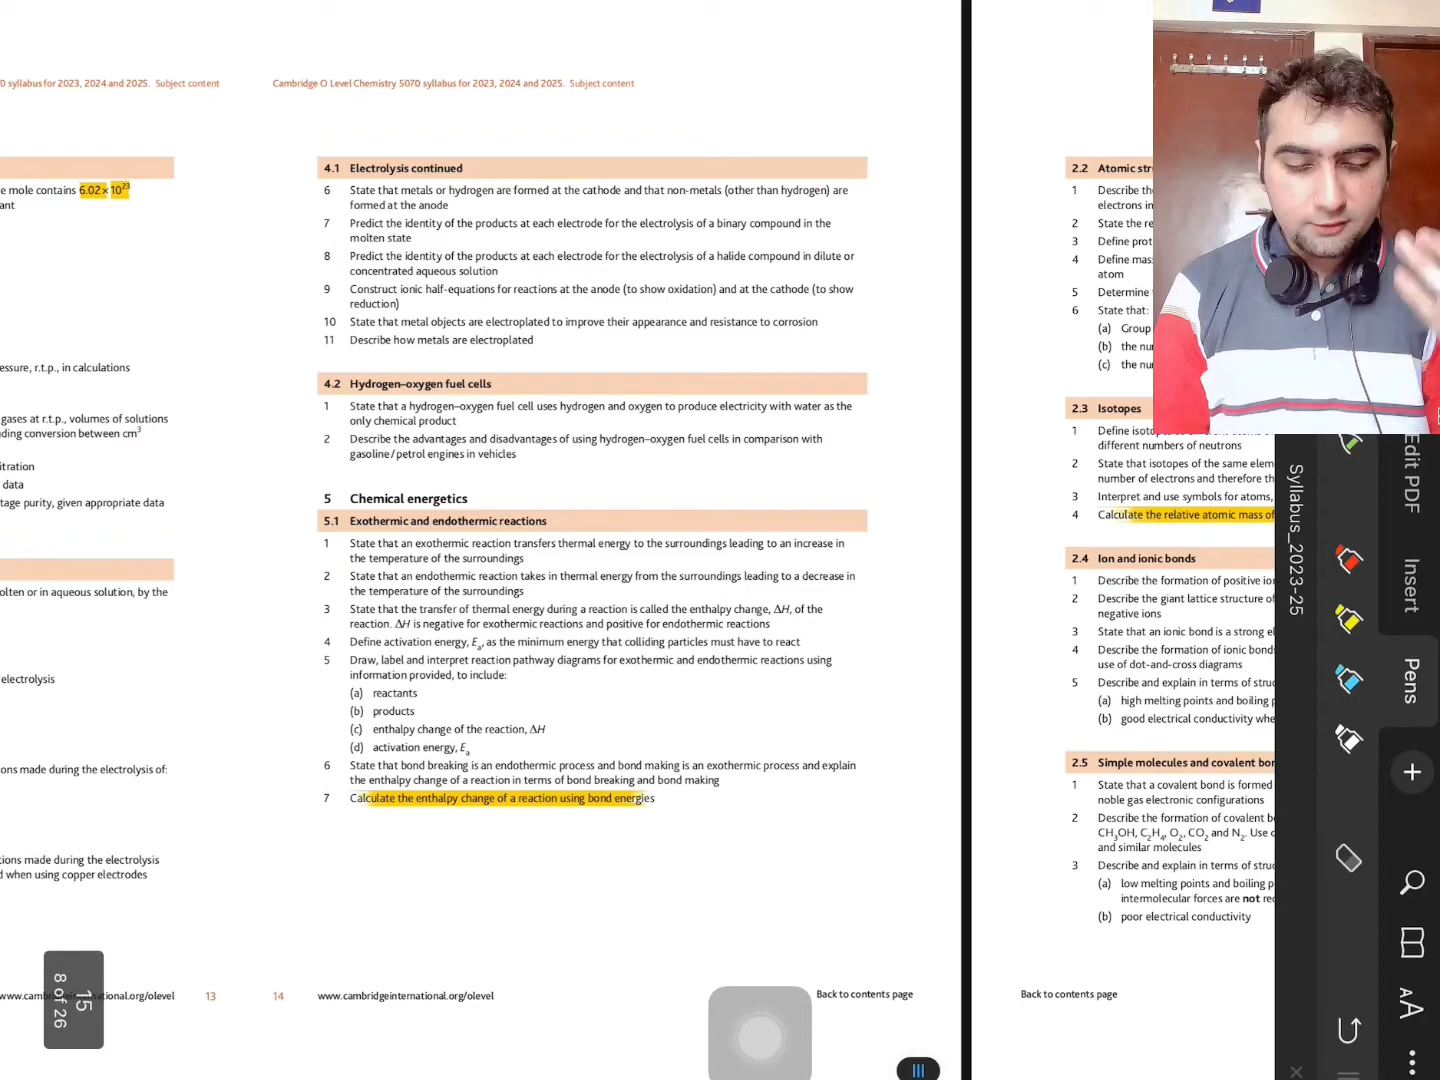 0 syllabus for 2023, 2024 and 2025. Subject content
e mole contains 6.02 × 10²³
ant
essure, r.t.p., in calculations
gases at r.t.p., volumes of solutions
ding conversion between cm³
itration
data
tage purity, given appropriate data
olten or in aqueous solution, by the
electrolysis
ons made during the electrolysis of:
tions made during the electrolysis
d when using copper electrodes
15
8 of 26
13
Cambridge O Level Chemistry 5070 syllabus for 2023, 2024 and 2025. Subject content
4.1 Electrolysis continued
6 State that metals or hydrogen are formed at the cathode and that non-metals (other than hydrogen) are
formed at the anode
7 Predict the identity of the products at each electrode for the electrolysis of a binary compound in the
molten state
8 Predict the identity of the products at each electrode for the electrolysis of a halide compound in dilute or
concentrated aqueous solution
9 Construct ionic half-equations for reactions at the anode (to show oxidation) and at the cathode (to show
reduction)
10 State that metal objects are electroplated to improve their appearance and resistance to corrosion
11 Describe how metals are electroplated
4.2 Hydrogen–oxygen fuel cells
1 State that a hydrogen–oxygen fuel cell uses hydrogen and oxygen to produce electricity with water as the
only chemical product
2 Describe the advantages and disadvantages of using hydrogen–oxygen fuel cells in comparison with
gasoline/petrol engines in vehicles
5 Chemical energetics
5.1 Exothermic and endothermic reactions
1 State that an exothermic reaction transfers thermal energy to the surroundings leading to an increase in
the temperature of the surroundings
2 State that an endothermic reaction takes in thermal energy from the surroundings leading to a decrease in
the temperature of the surroundings
3 State that the transfer of thermal energy during a reaction is called the enthalpy change, ΔH, of the
reaction. ΔH is negative for exothermic reactions and positive for endothermic reactions
4 Define activation energy, Eₐ, as the minimum energy that colliding particles must have to react
5 Draw, label and interpret reaction pathway diagrams for exothermic and endothermic reactions using
information provided, to include:
(a) reactants
(b) products
(c) enthalpy change of the reaction, ΔH
(d) activation energy, Eₐ
6 State that bond breaking is an endothermic process and bond making is an exothermic process and explain
the enthalpy change of a reaction in terms of bond breaking and bond making
7 Calculate the enthalpy change of a reaction using bond energies
14 www.cambridgeinternational.org/olevel Back to contents page
2.2 Atomic str
1 Describe th
electrons in
2 State the re
3 Define prot
4 Define mas
atom
5 Determine
6 State that:
(a) Group
(b) the nu
(c) the nu
2.3 Isotopes
1 Define isoto
different numbers of neutrons
2 State that isotopes of the same elem
number of electrons and therefore th
3 Interpret and use symbols for atoms,
4 Calculate the relative atomic mass of
2.4 Ion and ionic bonds
1 Describe the formation of positive ion
2 Describe the giant lattice structure of
negative ions
3 State that an ionic bond is a strong el
4 Describe the formation of ionic bonds
use of dot-and-cross diagrams
5 Describe and explain in terms of struc
(a) high melting points and boiling p
(b) good electrical conductivity whe
2.5 Simple molecules and covalent bon
1 State that a covalent bond is formed
noble gas electronic configurations
2 Describe the formation of covalent b
CH₃OH, C₂H₄, O₂, CO₂ and N₂. Use d
and similar molecules
3 Describe and explain in terms of struc
(a) low melting points and boiling p
intermolecular forces are not rec
(b) poor electrical conductivity
Back to contents page
Syllabus_2023-25
Edit PDF
Insert
Pens
AA